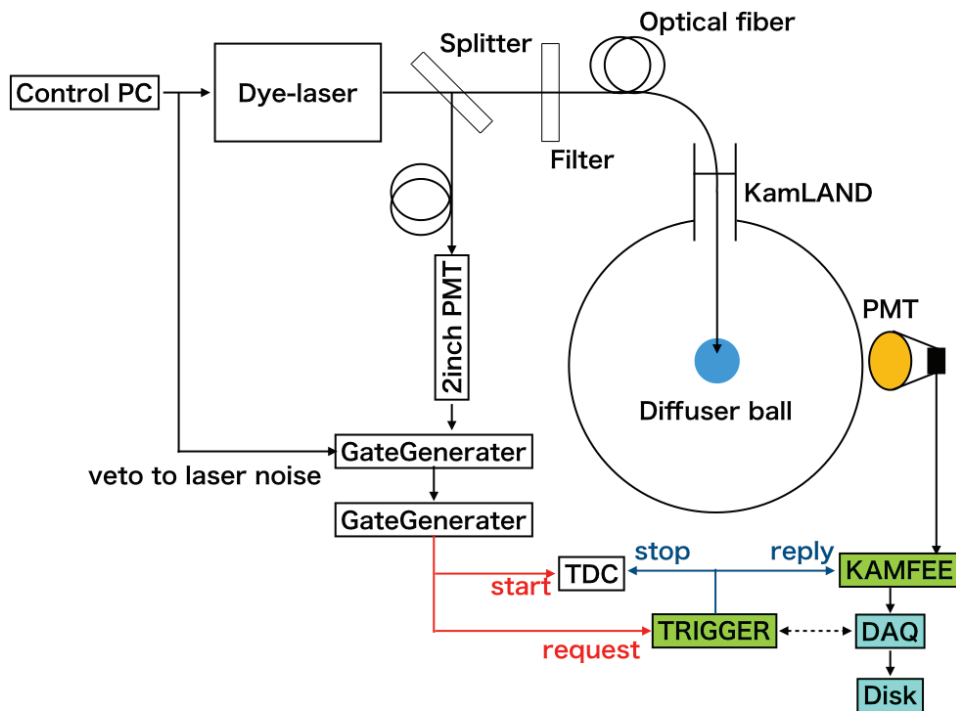 Optical fiber
Splitter
Control PC
Dye-laser
Filter
KamLAND
2inch PMT
PMT
Diffuser ball
GateGenerater
veto to laser noise
GateGenerater
stop
reply
start
TDC
KAMFEE
request
TRIGGER
DAQ
Disk